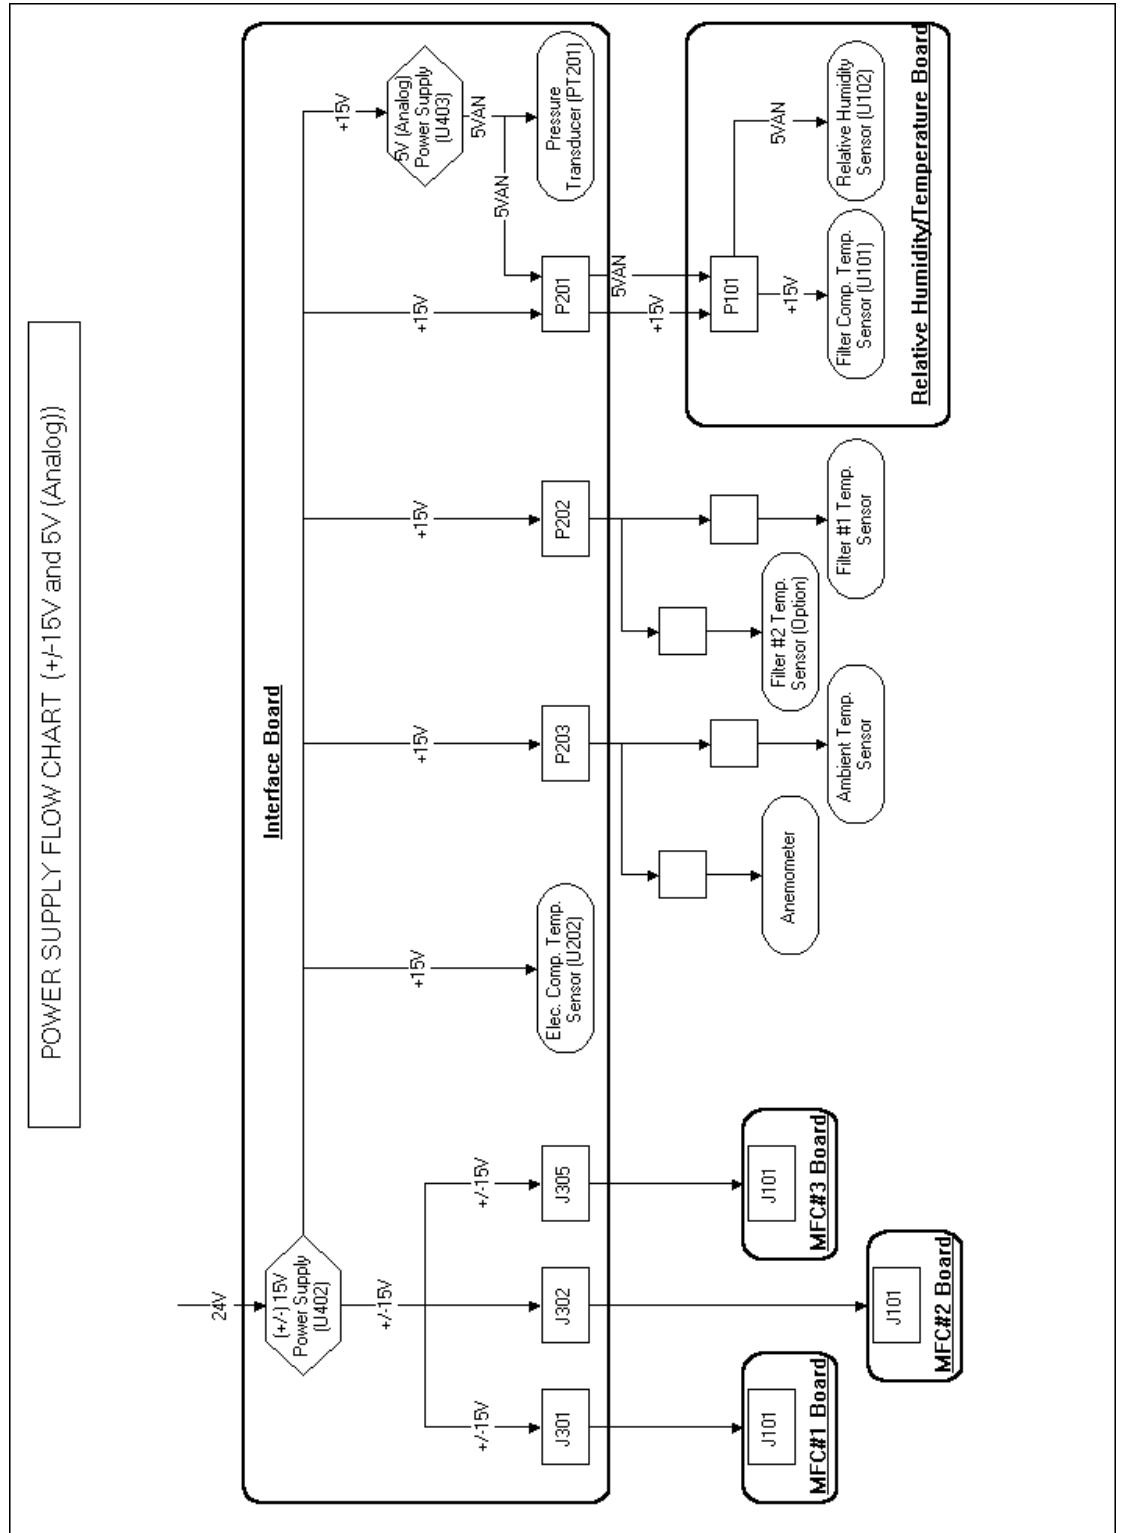 POWER SUPPLY FLOW CHART (+/-15V and 5V (Analog))
24V
Interface Board
(+/-) 15V
Power Supply
(U402)
+/-15V
+/-15V
+/-15V
J301
J302
J305
+15V
Elec. Comp. Temp.
Sensor (U202)
+15V
P203
+15V
P202
+15V
P201
+15V
5V (Analog)
Power Supply
(U403)
5VAN
5VAN
Pressure
Transducer (PT201)
+15V
5VAN
P101
+15V
5VAN
Filter Comp. Temp.
Sensor (U101)
Relative Humidity
Sensor (U102)
Relative Humidity/Temperature Board
Anemometer
Ambient Temp.
Sensor
Filter #2 Temp.
Sensor (Option)
Filter #1 Temp.
Sensor
J101
MFC#1 Board
J101
MFC#2 Board
J101
MFC#3 Board